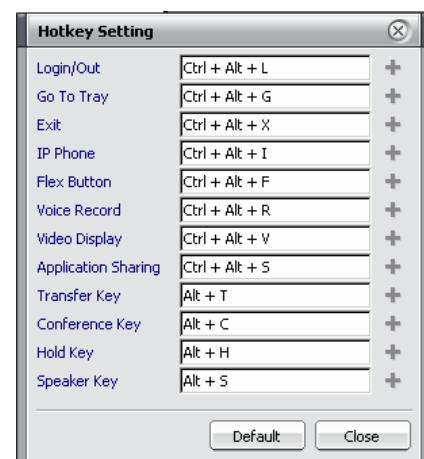 Hotkey Setting
Login/Out Ctrl + Alt + L
Go To Tray Ctrl + Alt + G
Exit Ctrl + Alt + X
IP Phone Ctrl + Alt + I
Flex Button Ctrl + Alt + F
Voice Record Ctrl + Alt + R
Video Display Ctrl + Alt + V
Application Sharing Ctrl + Alt + S
Transfer Key Alt + T
Conference Key Alt + C
Hold Key Alt + H
Speaker Key Alt + S
Default Close